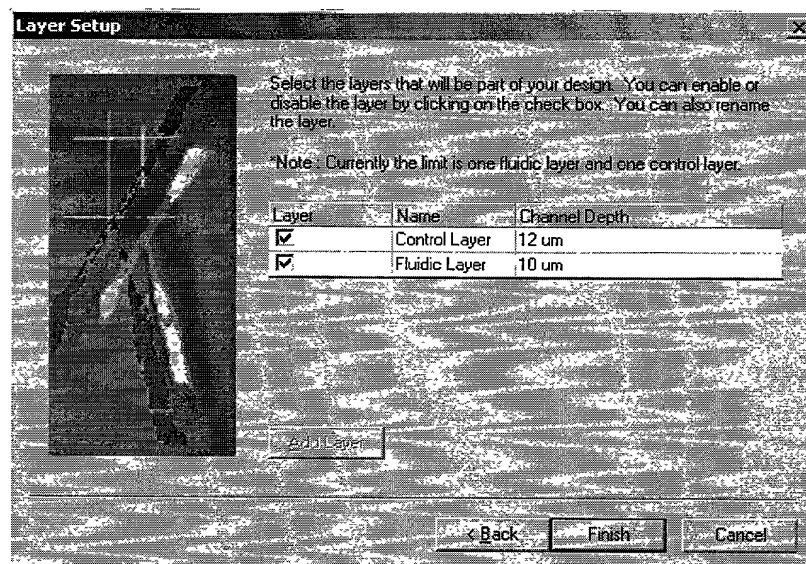 Layer Setup
Select the layers that will be part of your design. You can enable or
disable the layer by clicking on the check box. You can also rename
the layer.
*Note : Currently the limit is one fluidic layer and one control layer.
Layer Name Channel Depth
Control Layer 12 um
Fluidic Layer 10 um
Add Layer
< Back Finish Cancel